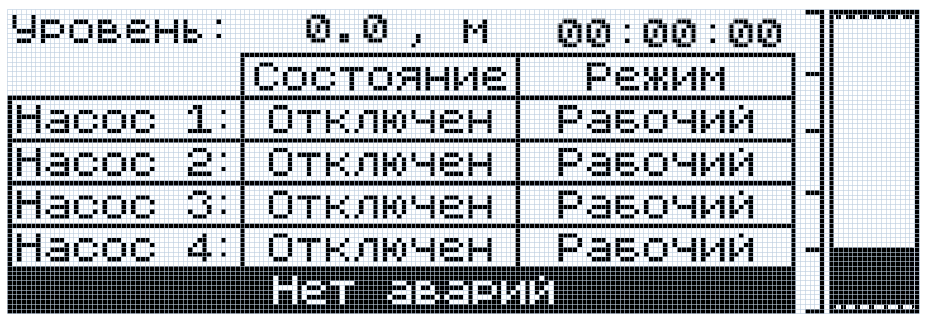 Уровень: 0.0 , м 00:00:00
Состояние Режим
Насос 1: Отключен Рабочий
Насос 2: Отключен Рабочий
Насос 3: Отключен Рабочий
Насос 4: Отключен Рабочий
Нет аварий